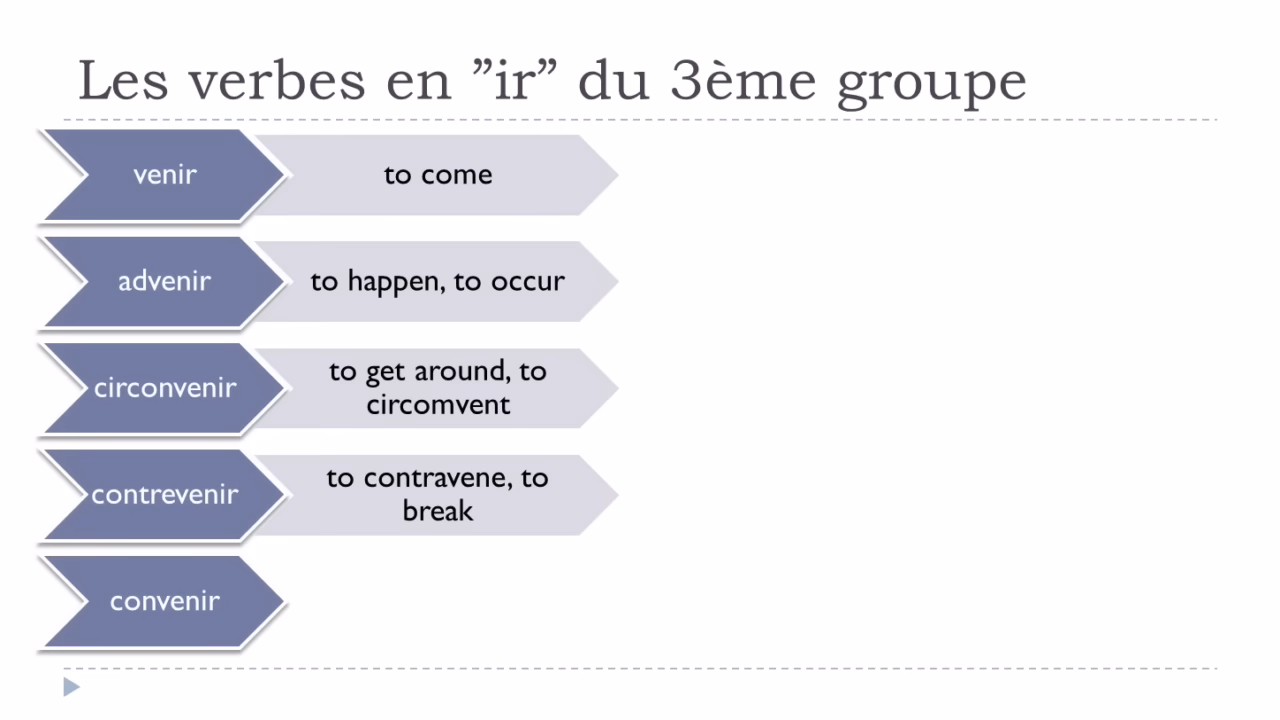 Les verbes en ”ir” du 3ème groupe
venir
to come
advenir
to happen, to occur
circonvenir
to get around, to
circomvent
contrevenir
to contravene, to
break
convenir